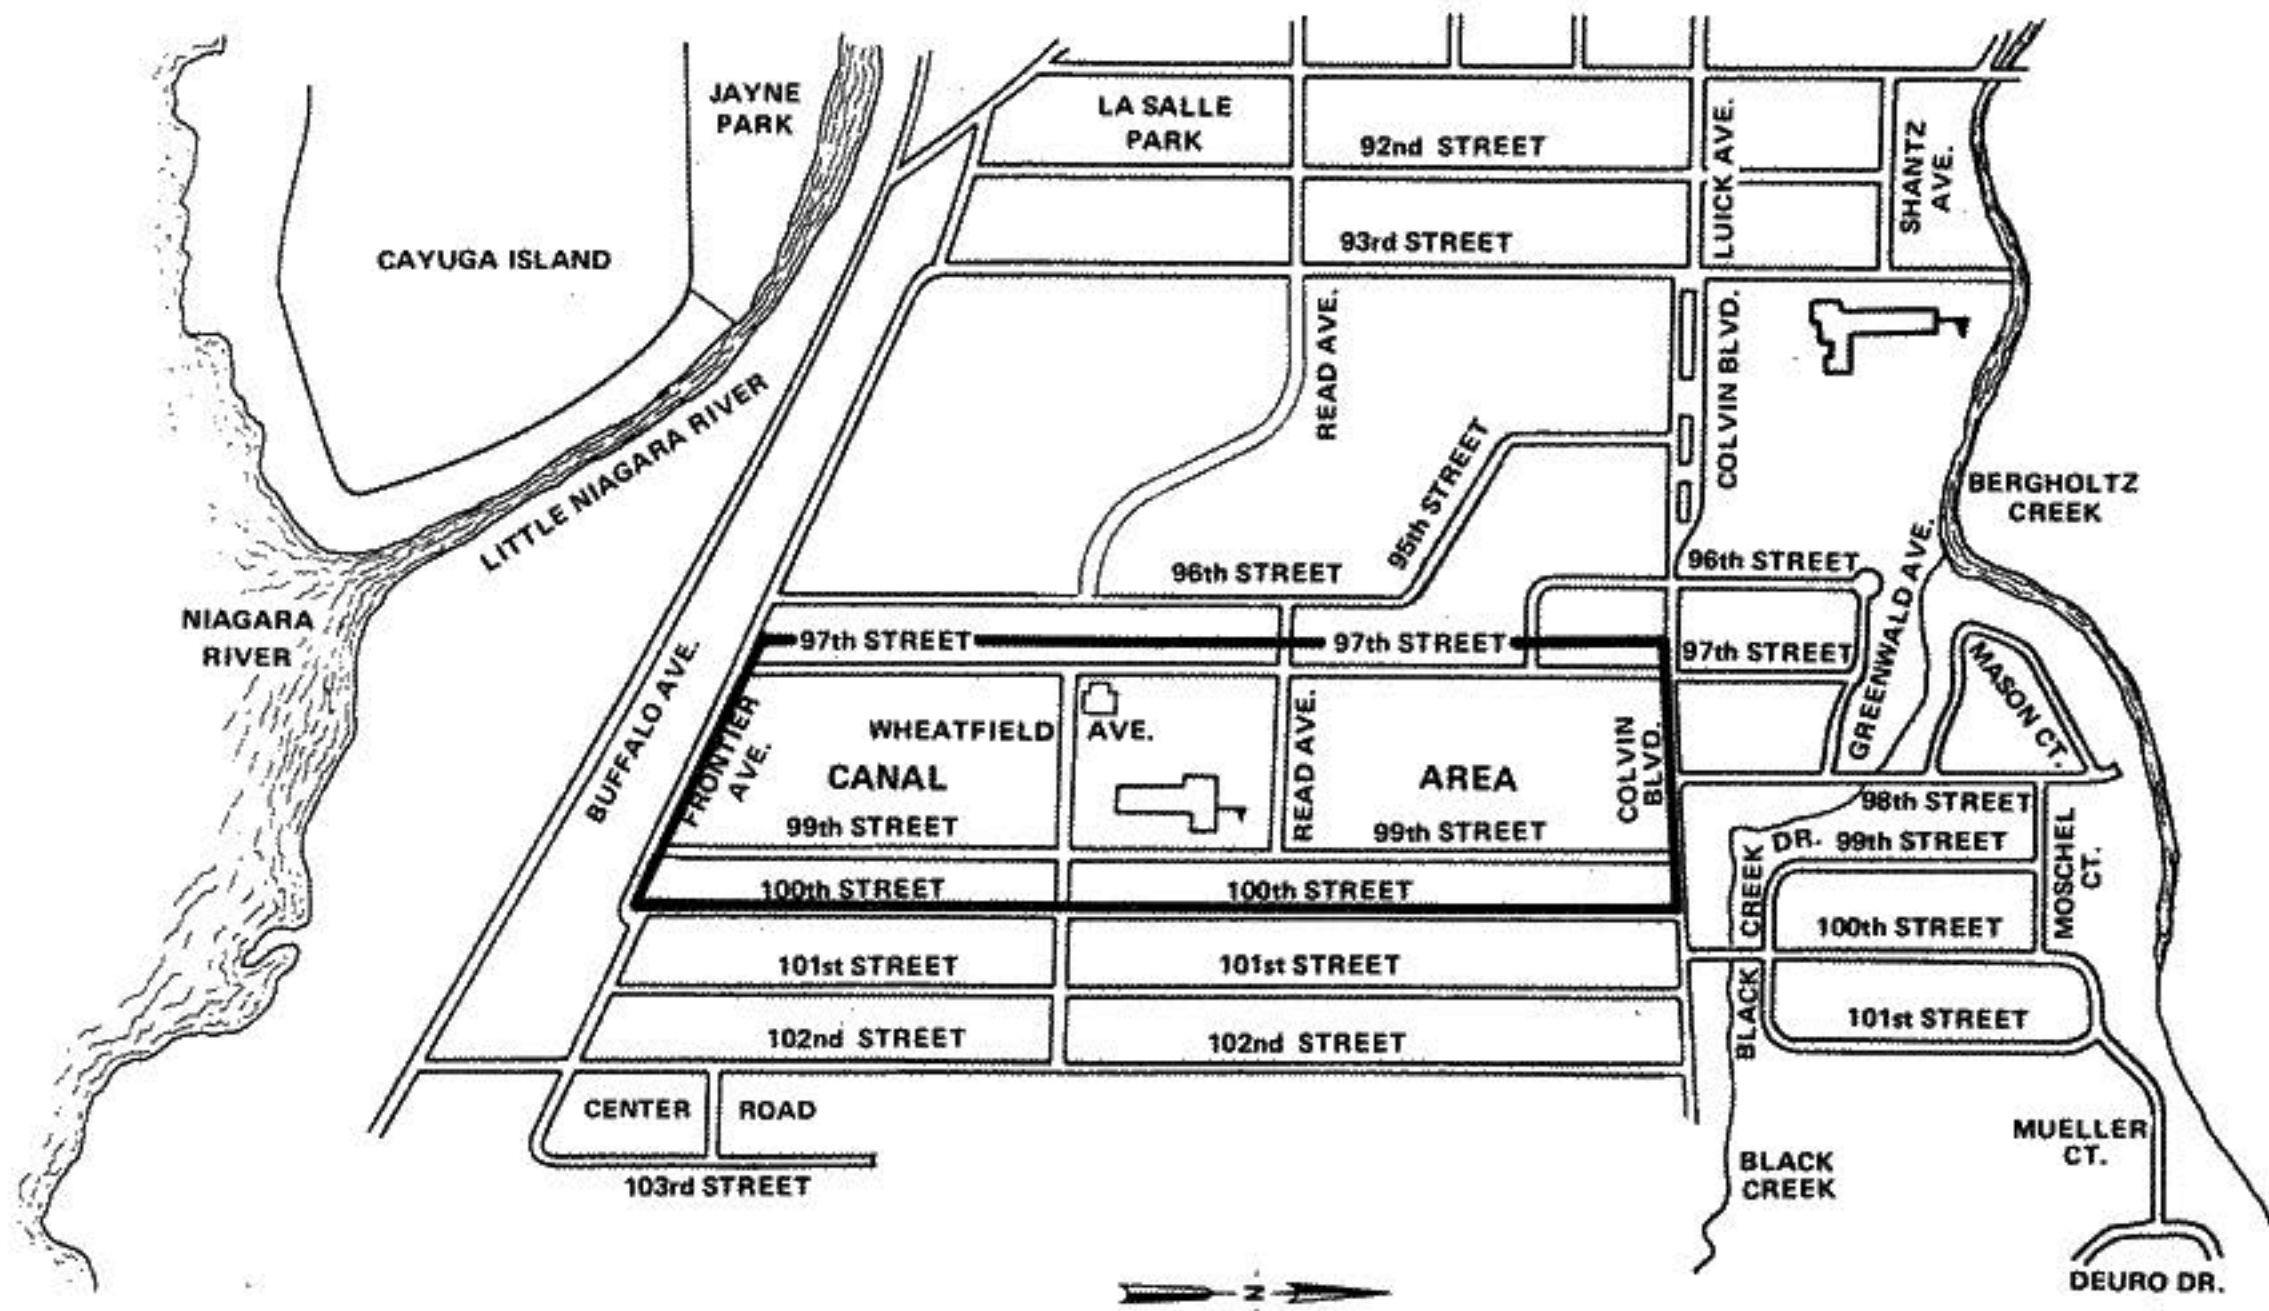 JAYNE
PARK
LA SALLE
PARK
92nd STREET
LUICK AVE.
SHANTZ
AVE.
CAYUGA ISLAND
93rd STREET
READ AVE.
COLVIN BLVD.
LITTLE NIAGARA RIVER
95th STREET
BERGHOLTZ
CREEK
96th STREET
96th STREET
NIAGARA
RIVER
BUFFALO AVE.
97th STREET
97th STREET
97th STREET
GREENWALD AVE.
MASON CT.
FRONTIER
AVE.
WHEATFIELD
AVE.
READ AVE.
COLVIN
BLVD.
CANAL
AREA
98th STREET
99th STREET
99th STREET
DR.
99th STREET
MOSCHEL
CT.
100th STREET
100th STREET
BLACK CREEK
100th STREET
101st STREET
101st STREET
101st STREET
102nd STREET
102nd STREET
CENTER ROAD
103rd STREET
BLACK
CREEK
MUELLER
CT.
DEURO DR.
N